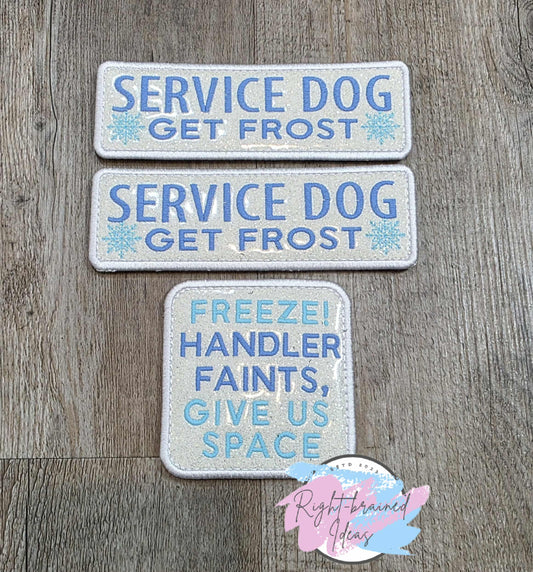 SERVICE DOG
GET FROST
SERVICE DOG
GET FROST
FREEZE!
HANDLER
FAINTS,
GIVE US
SPACE
Right-brained
Ideas